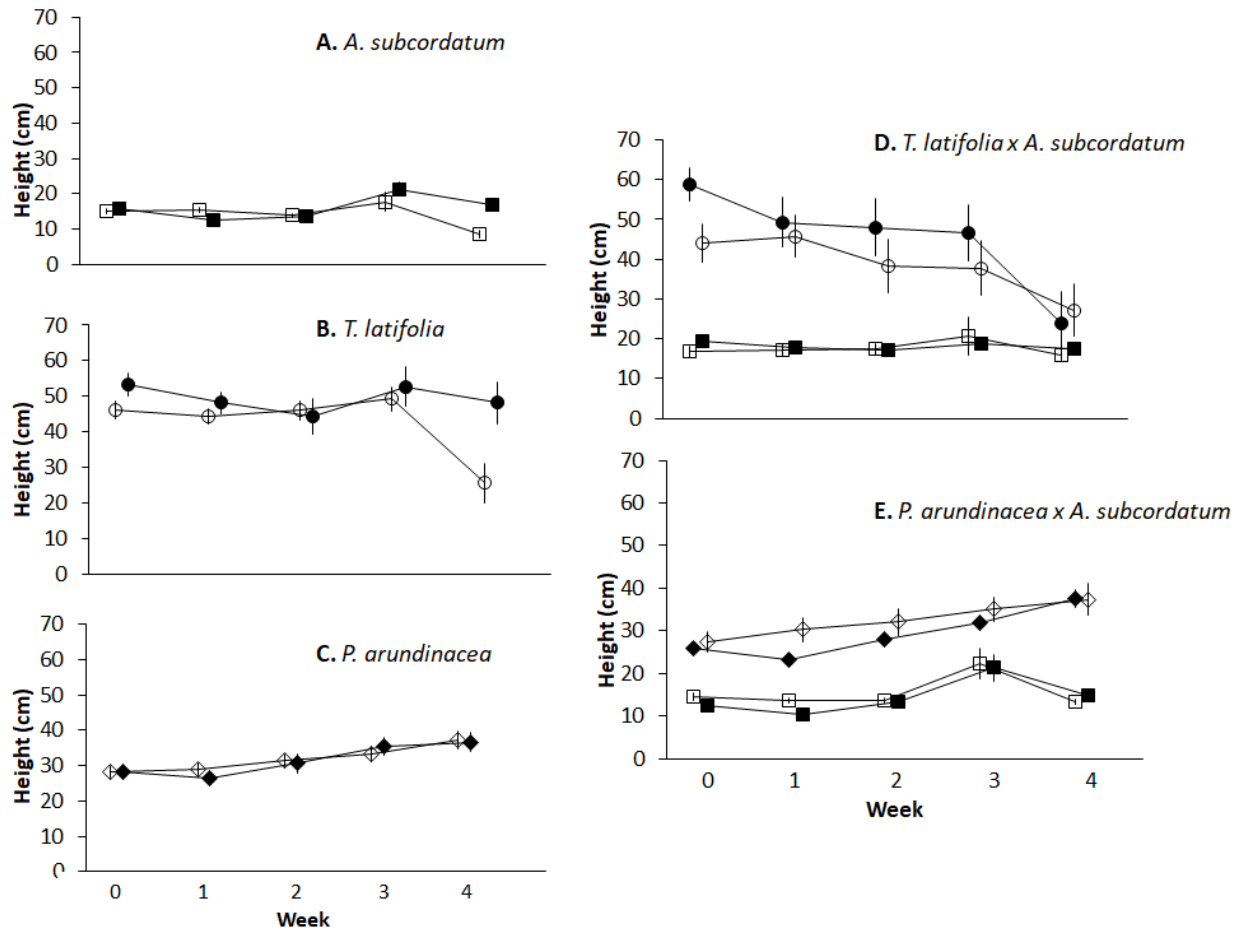 A. A. subcordatum
70
60
50
40
30
20
10
0
Height (cm)
B. T. latifolia
70
60
50
40
30
20
10
0
Height (cm)
C. P. arundinacea
70
60
50
40
30
20
10
0
Height (cm)
0 1 2 3 4
Week
D. T. latifolia x A. subcordatum
70
60
50
40
30
20
10
0
Height (cm)
E. P. arundinacea x A. subcordatum
70
60
50
40
30
20
10
0
Height (cm)
0 1 2 3 4
Week